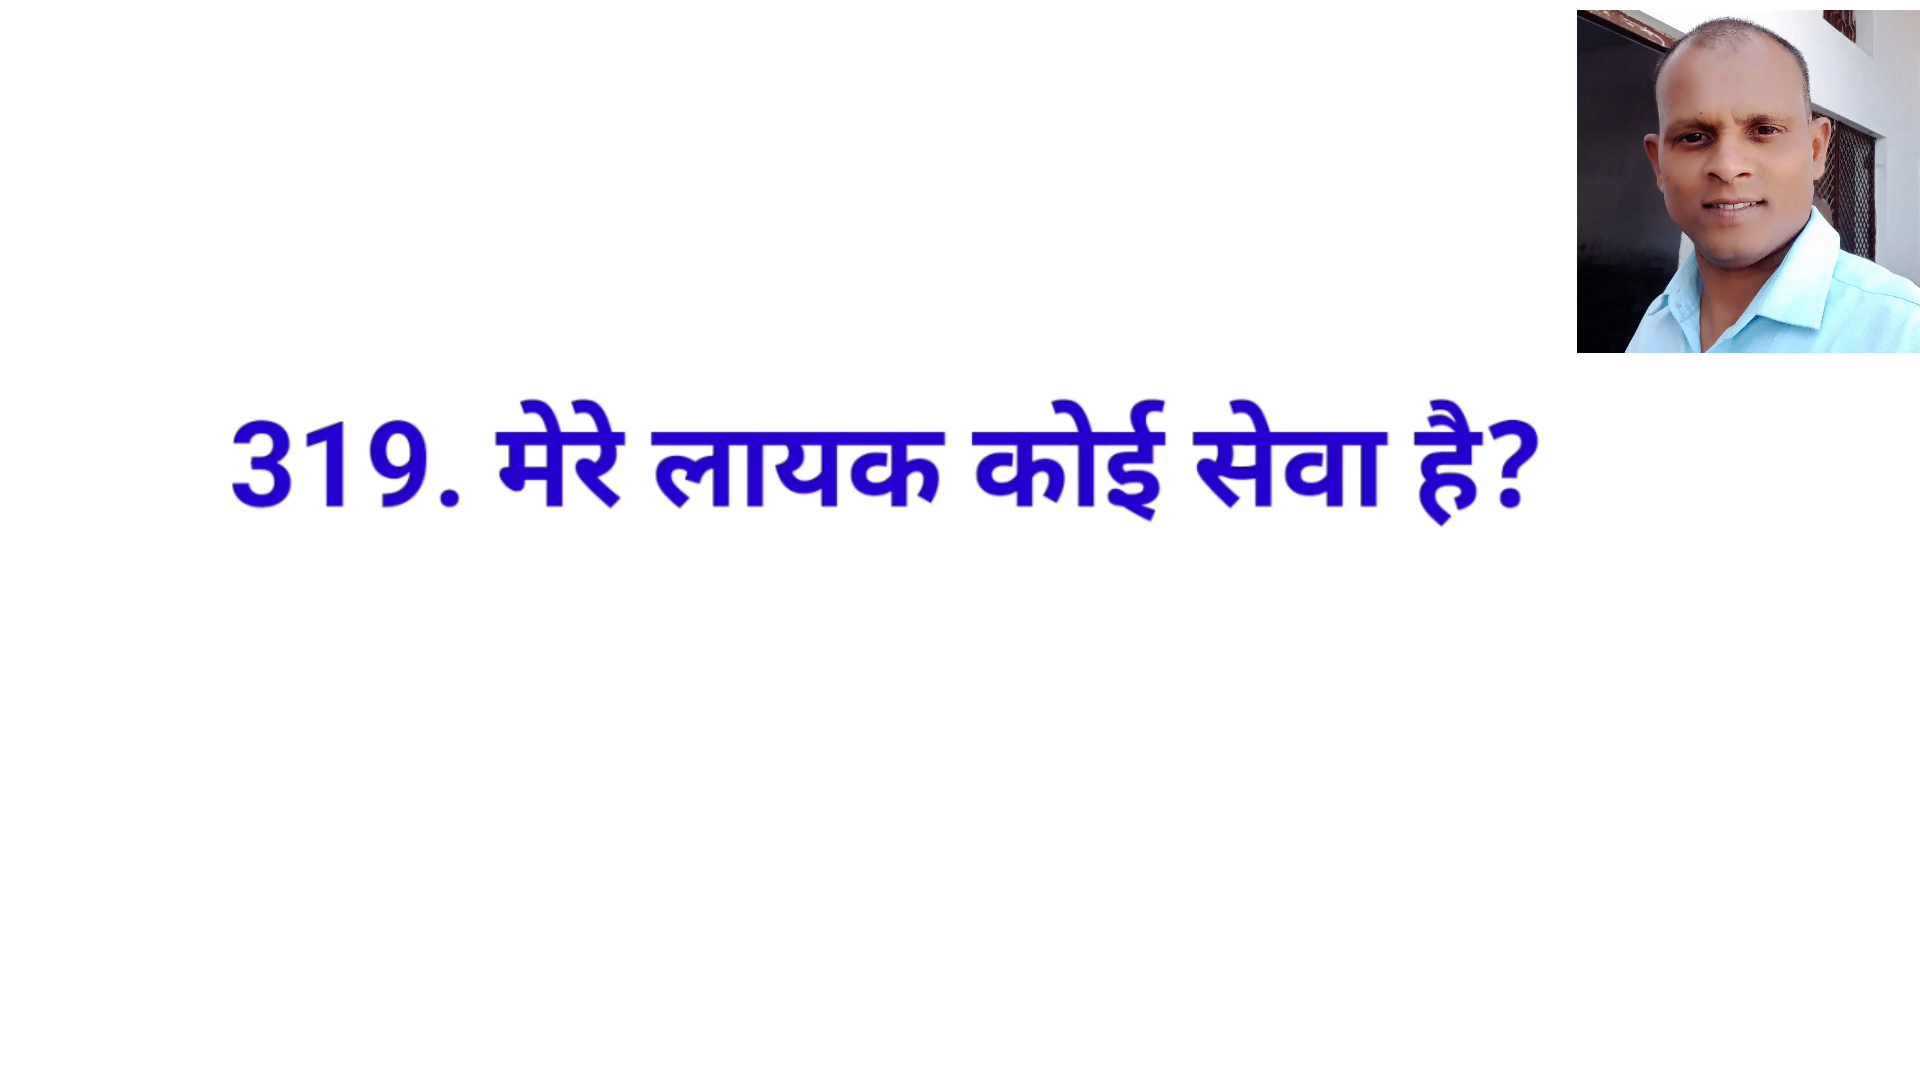 319. मेरे लायक कोई सेवा है?